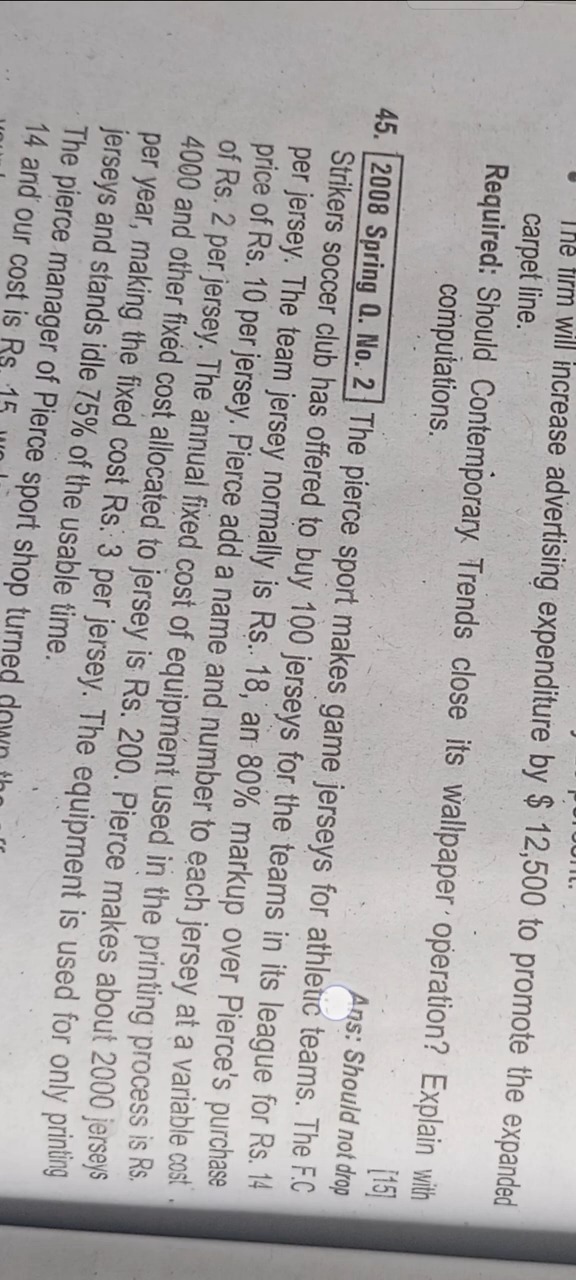 The firm will increase advertising expenditure by $ 12,500 to promote the expanded
carpet line.
Required: Should Contemporary Trends close its wallpaper operation? Explain with
computations.
Ans: Should not drop
45. 2008 Spring Q. No. 2 The pierce sport makes game jerseys for athletic teams. The F.C [15]
Strikers soccer club has offered to buy 100 jerseys for the teams in its league for Rs. 14
per jersey. The team jersey normally is Rs. 18, an 80% markup over Pierce's purchase
price of Rs. 10 per jersey. Pierce add a name and number to each jersey at a variable cost
of Rs. 2 per jersey. The annual fixed cost of equipment used in the printing process is Rs.
4000 and other fixed cost allocated to jersey is Rs. 200. Pierce makes about 2000 jerseys
per year, making the fixed cost Rs. 3 per jersey. The equipment is used for only printing
jerseys and stands idle 75% of the usable time.
The pierce manager of Pierce sport shop turned down the
14 and our cost is Rs. 15